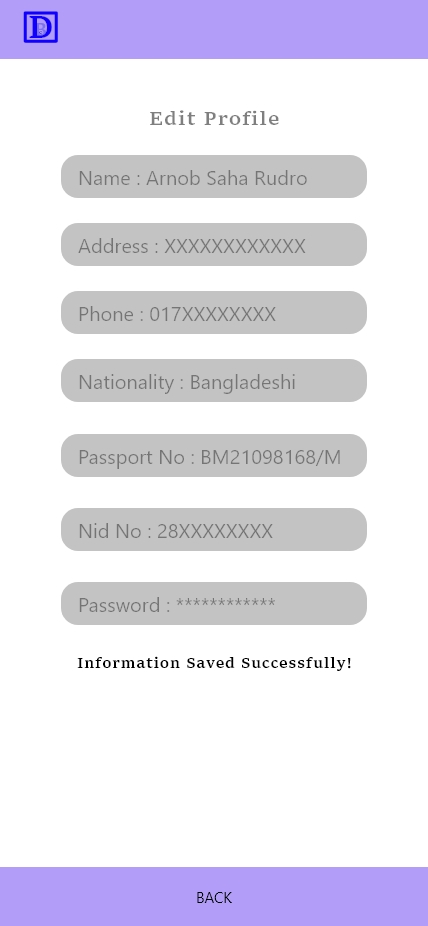 D
Edit Profile
Name : Arnob Saha Rudro
Address : XXXXXXXXXXXX
Phone : 017XXXXXXXX
Nationality : Bangladeshi
Passport No : BM21098168/M
Nid No : 28XXXXXXXX
Password : ************
Information Saved Successfully!
BACK